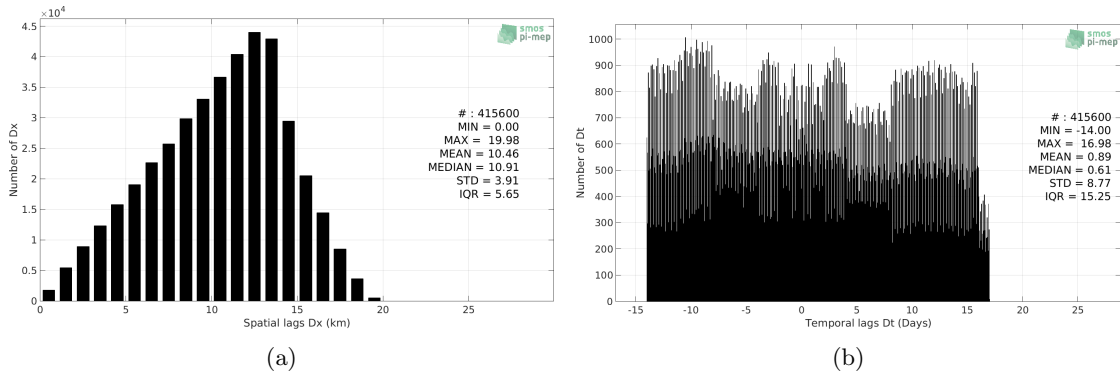 ×10⁴
4.5
4
3.5
3
2.5
2
1.5
1
0.5
0
Number of Dx
0 5 10 15 20 25
Spatial lags Dx (km)
smos
pi-mep
# : 415600
MIN = 0.00
MAX = 19.98
MEAN = 10.46
MEDIAN = 10.91
STD = 3.91
IQR = 5.65
(a)
1000
900
800
700
600
500
400
300
200
100
0
Number of Dt
-15 -10 -5 0 5 10 15 20 25
Temporal lags Dt (Days)
smos
pi-mep
# : 415600
MIN = -14.00
MAX = 16.98
MEAN = 0.89
MEDIAN = 0.61
STD = 8.77
IQR = 15.25
(b)